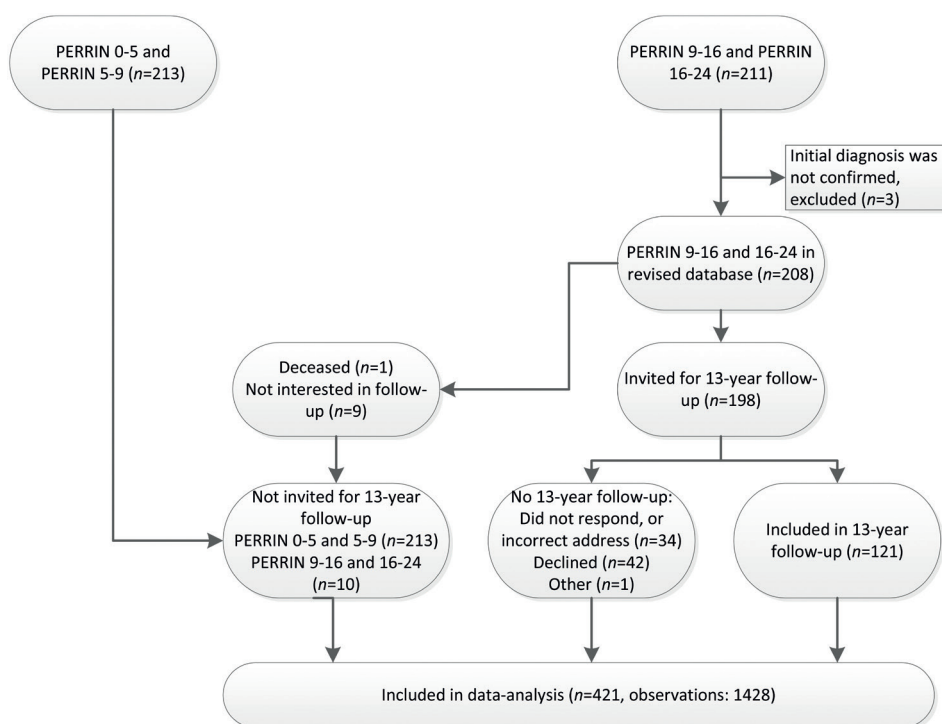 PERRIN 0-5 and
PERRIN 5-9 (n=213)
PERRIN 9-16 and PERRIN
16-24 (n=211)
Initial diagnosis was
not confirmed,
excluded (n=3)
PERRIN 9-16 and 16-24 in
revised database
(n=208)
Deceased (n=1)
Not interested in follow-
up (n=9)
Invited for 13-year follow-
up (n=198)
Not invited for 13-year
follow-up
PERRIN 0-5 and 5-9 (n=213)
PERRIN 9-16 and 16-24
(n=10)
No 13-year follow-up:
Did not respond, or
incorrect address (n=34)
Declined (n=42)
Other (n=1)
Included in 13-year
follow-up (n=121)
Included in data-analysis (n=421, observations: 1428)